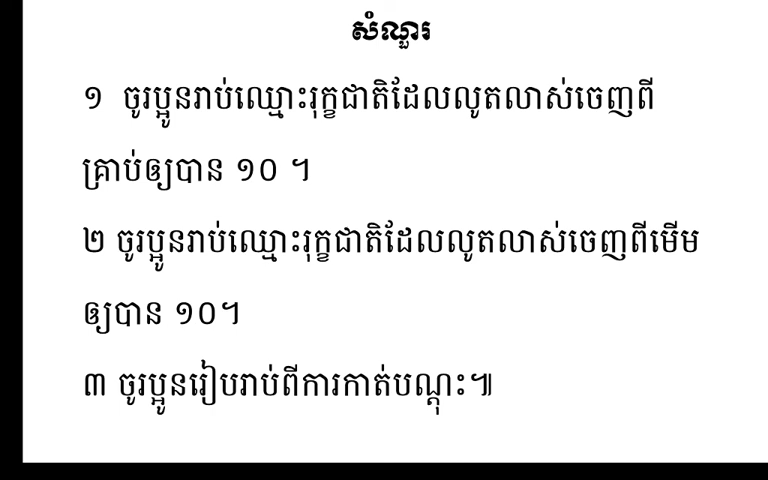 សំណួរ
១ ចូរប្អូនរាប់ឈ្មោះរុក្ខជាតិដែលលូតលាស់ចេញពី
គ្រាប់ឲ្យបាន ១០ ។
២ ចូរប្អូនរាប់ឈ្មោះរុក្ខជាតិដែលលូតលាស់ចេញពីមើម
ឲ្យបាន ១០។
៣ ចូរប្អូនរៀបរាប់ពីការកាត់បណ្តុះ៕